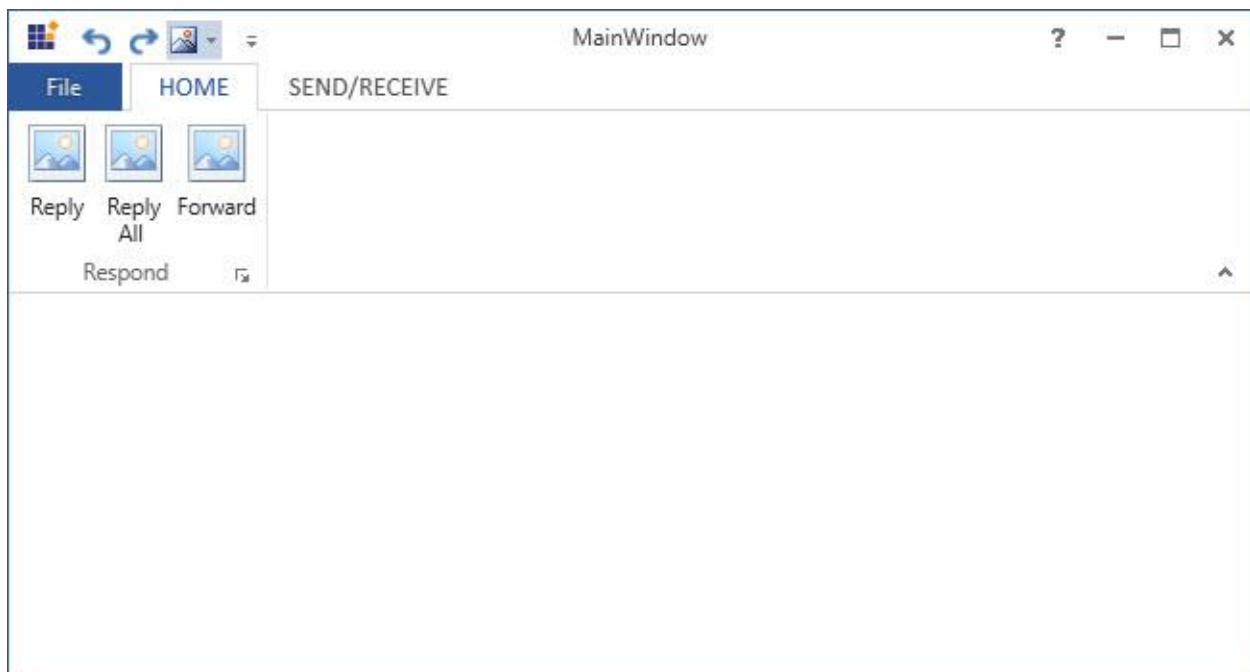 MainWindow ?
File HOME SEND/RECEIVE
Reply Reply Forward
All
Respond